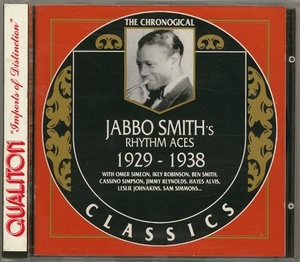 THE CHRONOGICAL
JABBO SMITH's
RHYTHM ACES
1929 - 1938
WITH OMER SIMEON, IKEY ROBINSON, BEN SMITH,
CASSINO SIMPSON, JIMMY REYNOLDS, HAYES ALVIS,
LESLIE JOHNAKINS, SAM SIMMONS...
CLASSICS
QUALITON "Imports of Distinction"